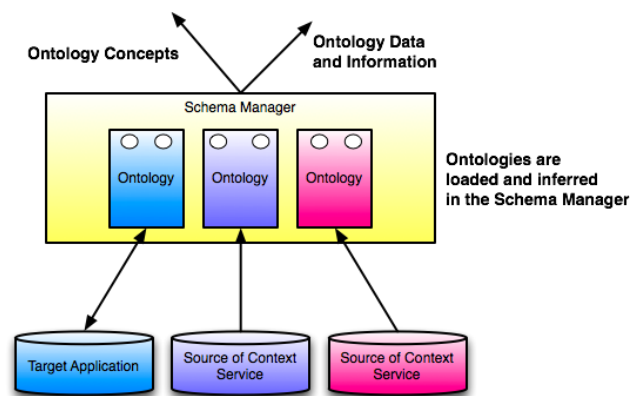 Ontology Concepts
Ontology Data
and Information
Schema Manager
Ontology
Ontology
Ontology
Ontologies are
loaded and inferred
in the Schema Manager
Target Application
Source of Context
Service
Source of Context
Service